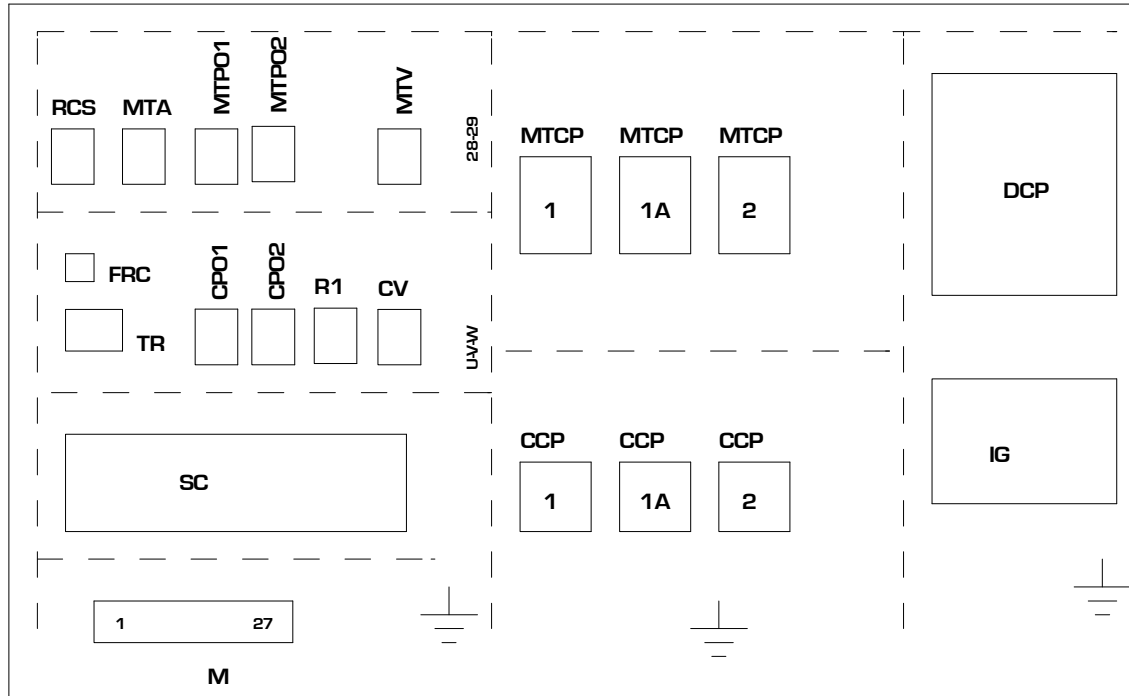 RCS
MTA
MTPO1
MTPO2
MTV
28-29
MTCP
MTCP
MTCP
1
1A
2
DCP
FRC
TR
CPO1
CPO2
R1
CV
U-V-W
SC
CCP
CCP
CCP
1
1A
2
IG
1
27
M